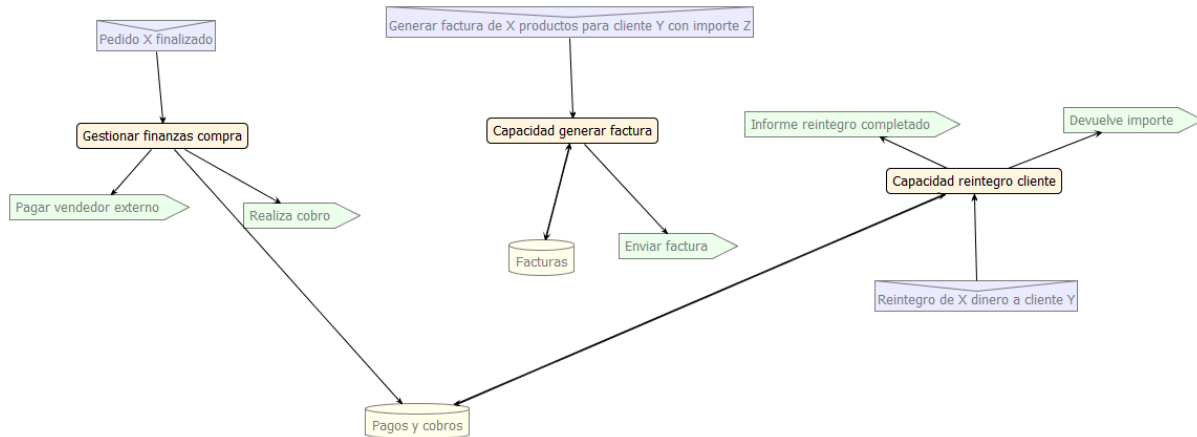 Generar factura de X productos para cliente Y con importe Z
Pedido X finalizado
Informe reintegro completado
Devuelve importe
Gestionar finanzas compra
Capacidad generar factura
Capacidad reintegro cliente
Pagar vendedor externo
Realiza cobro
Enviar factura
Facturas
Reintegro de X dinero a cliente Y
Pagos y cobros